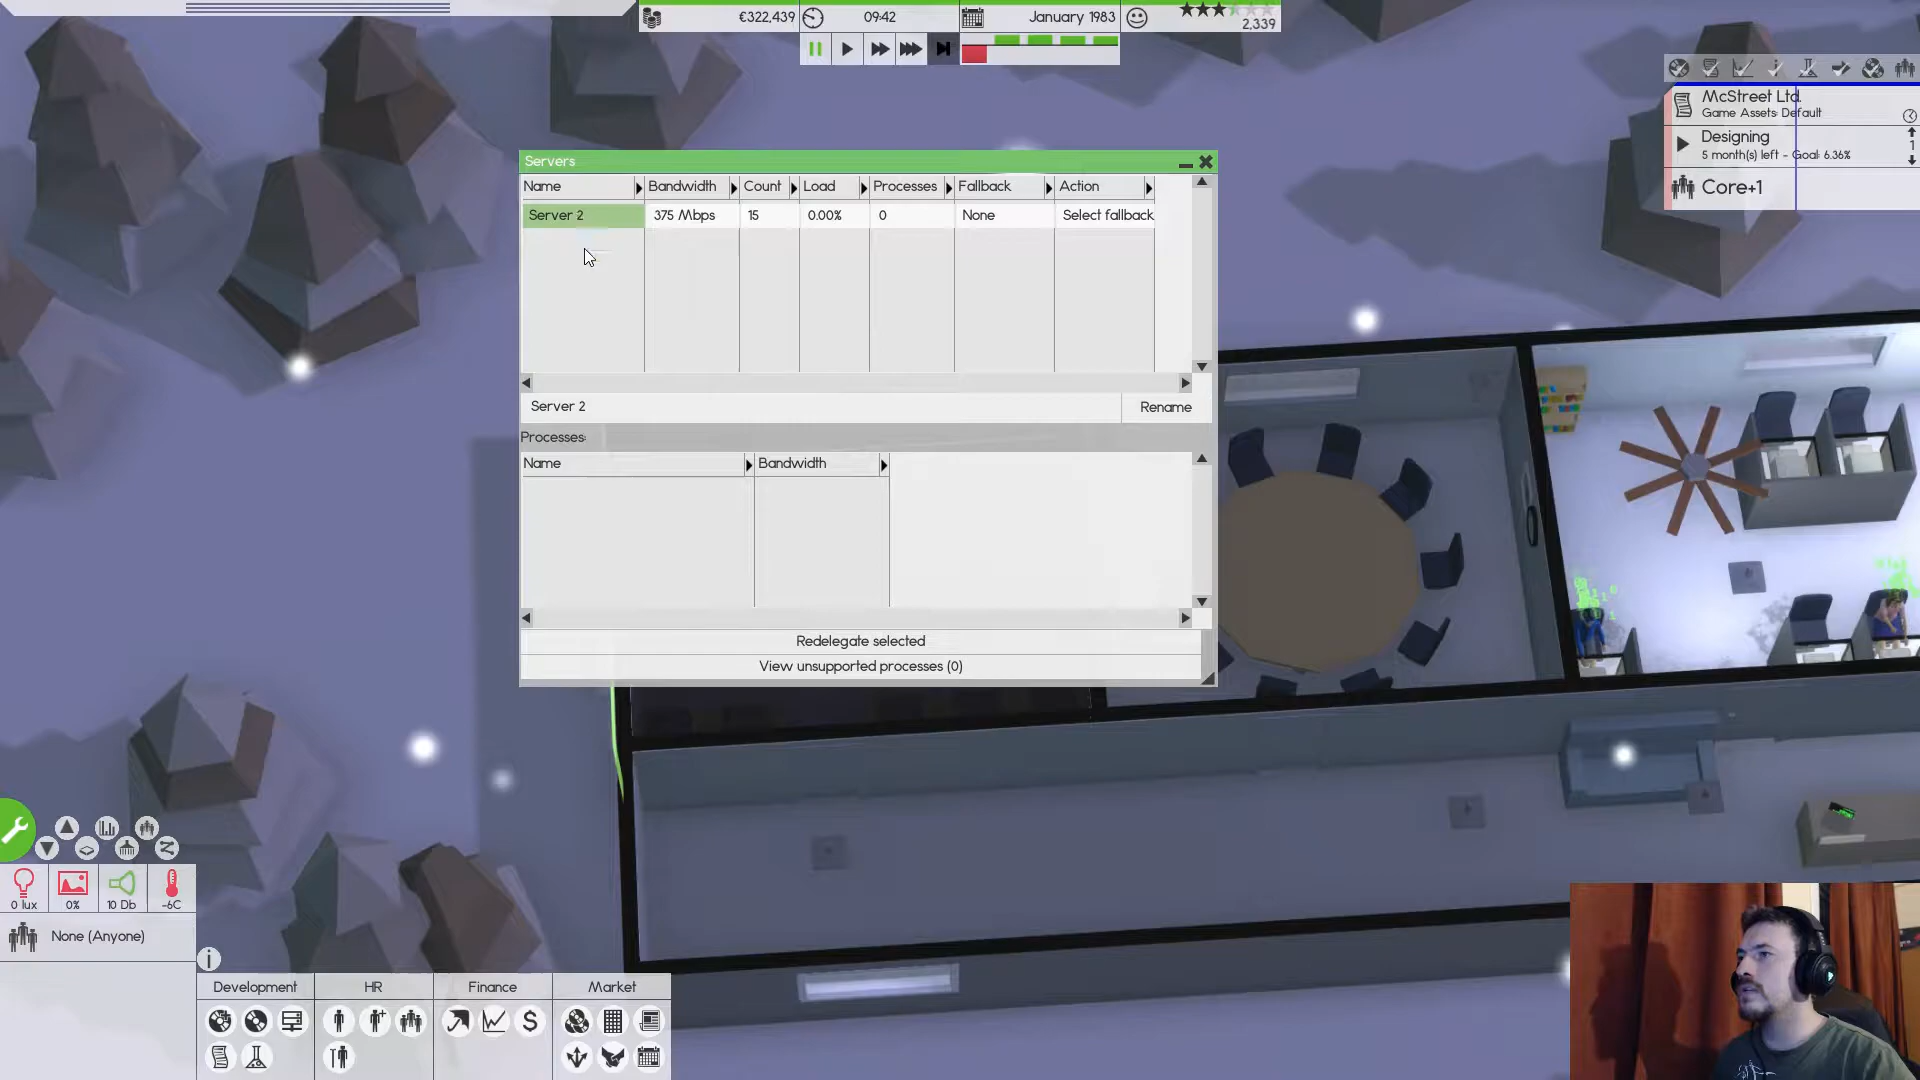 €322,439
09:42
January 1983
2,339
McStreet Ltd.
Game Assets: Default
Designing
5 month(s) left - Goal: 6.36%
1
Core+1
Servers
Name Bandwidth Count Load Processes Fallback Action
Server 2 375 Mbps 15 0.00% 0 None Select fallback
Server 2 Rename
Processes:
Name Bandwidth
Redelegate selected
View unsupported processes (0)
0 lux 0% 10 Db -6C
None (Anyone)
Development HR Finance Market